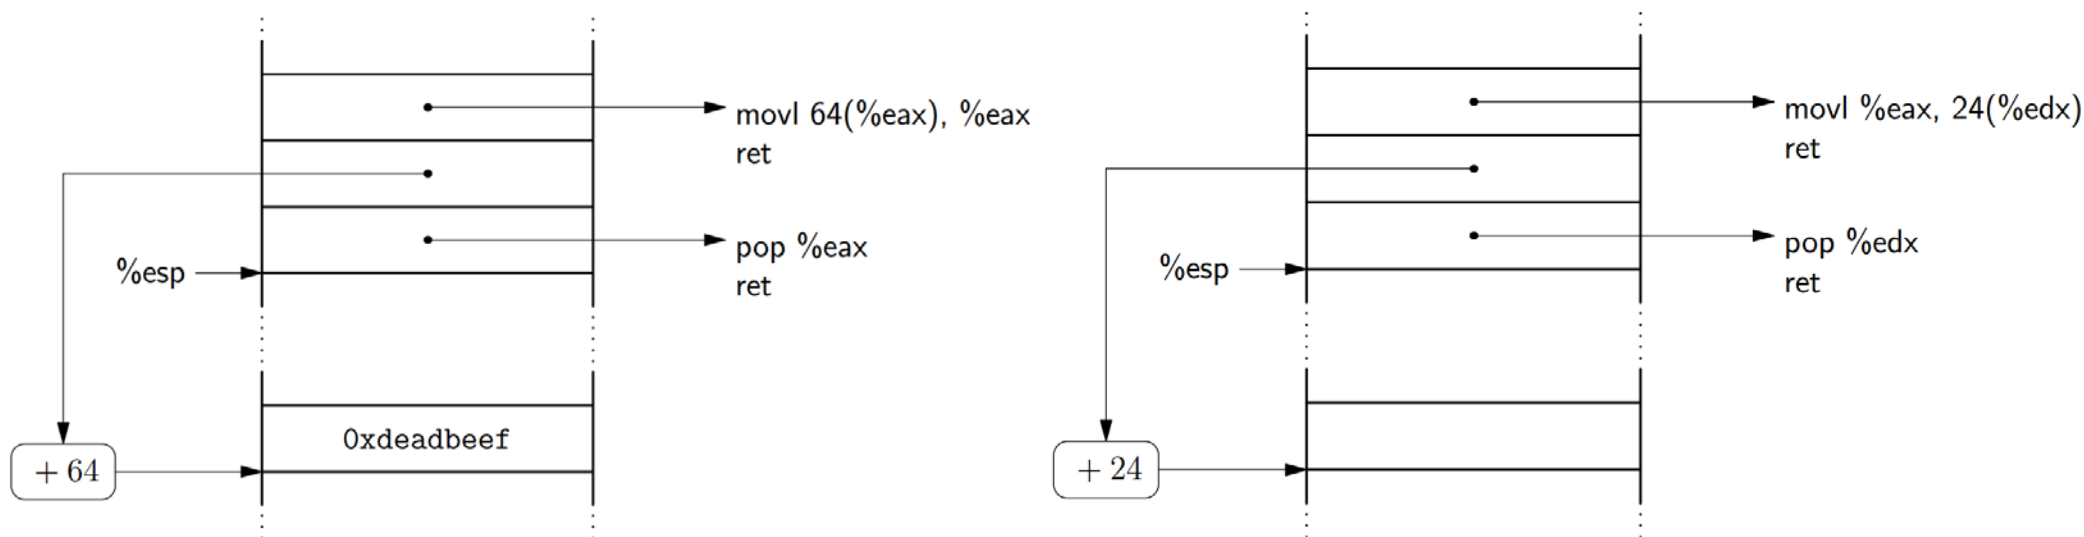 movl 64(%eax), %eax
ret
pop %eax
ret
%esp
0xdeadbeef
+ 64
movl %eax, 24(%edx)
ret
pop %edx
ret
%esp
+ 24